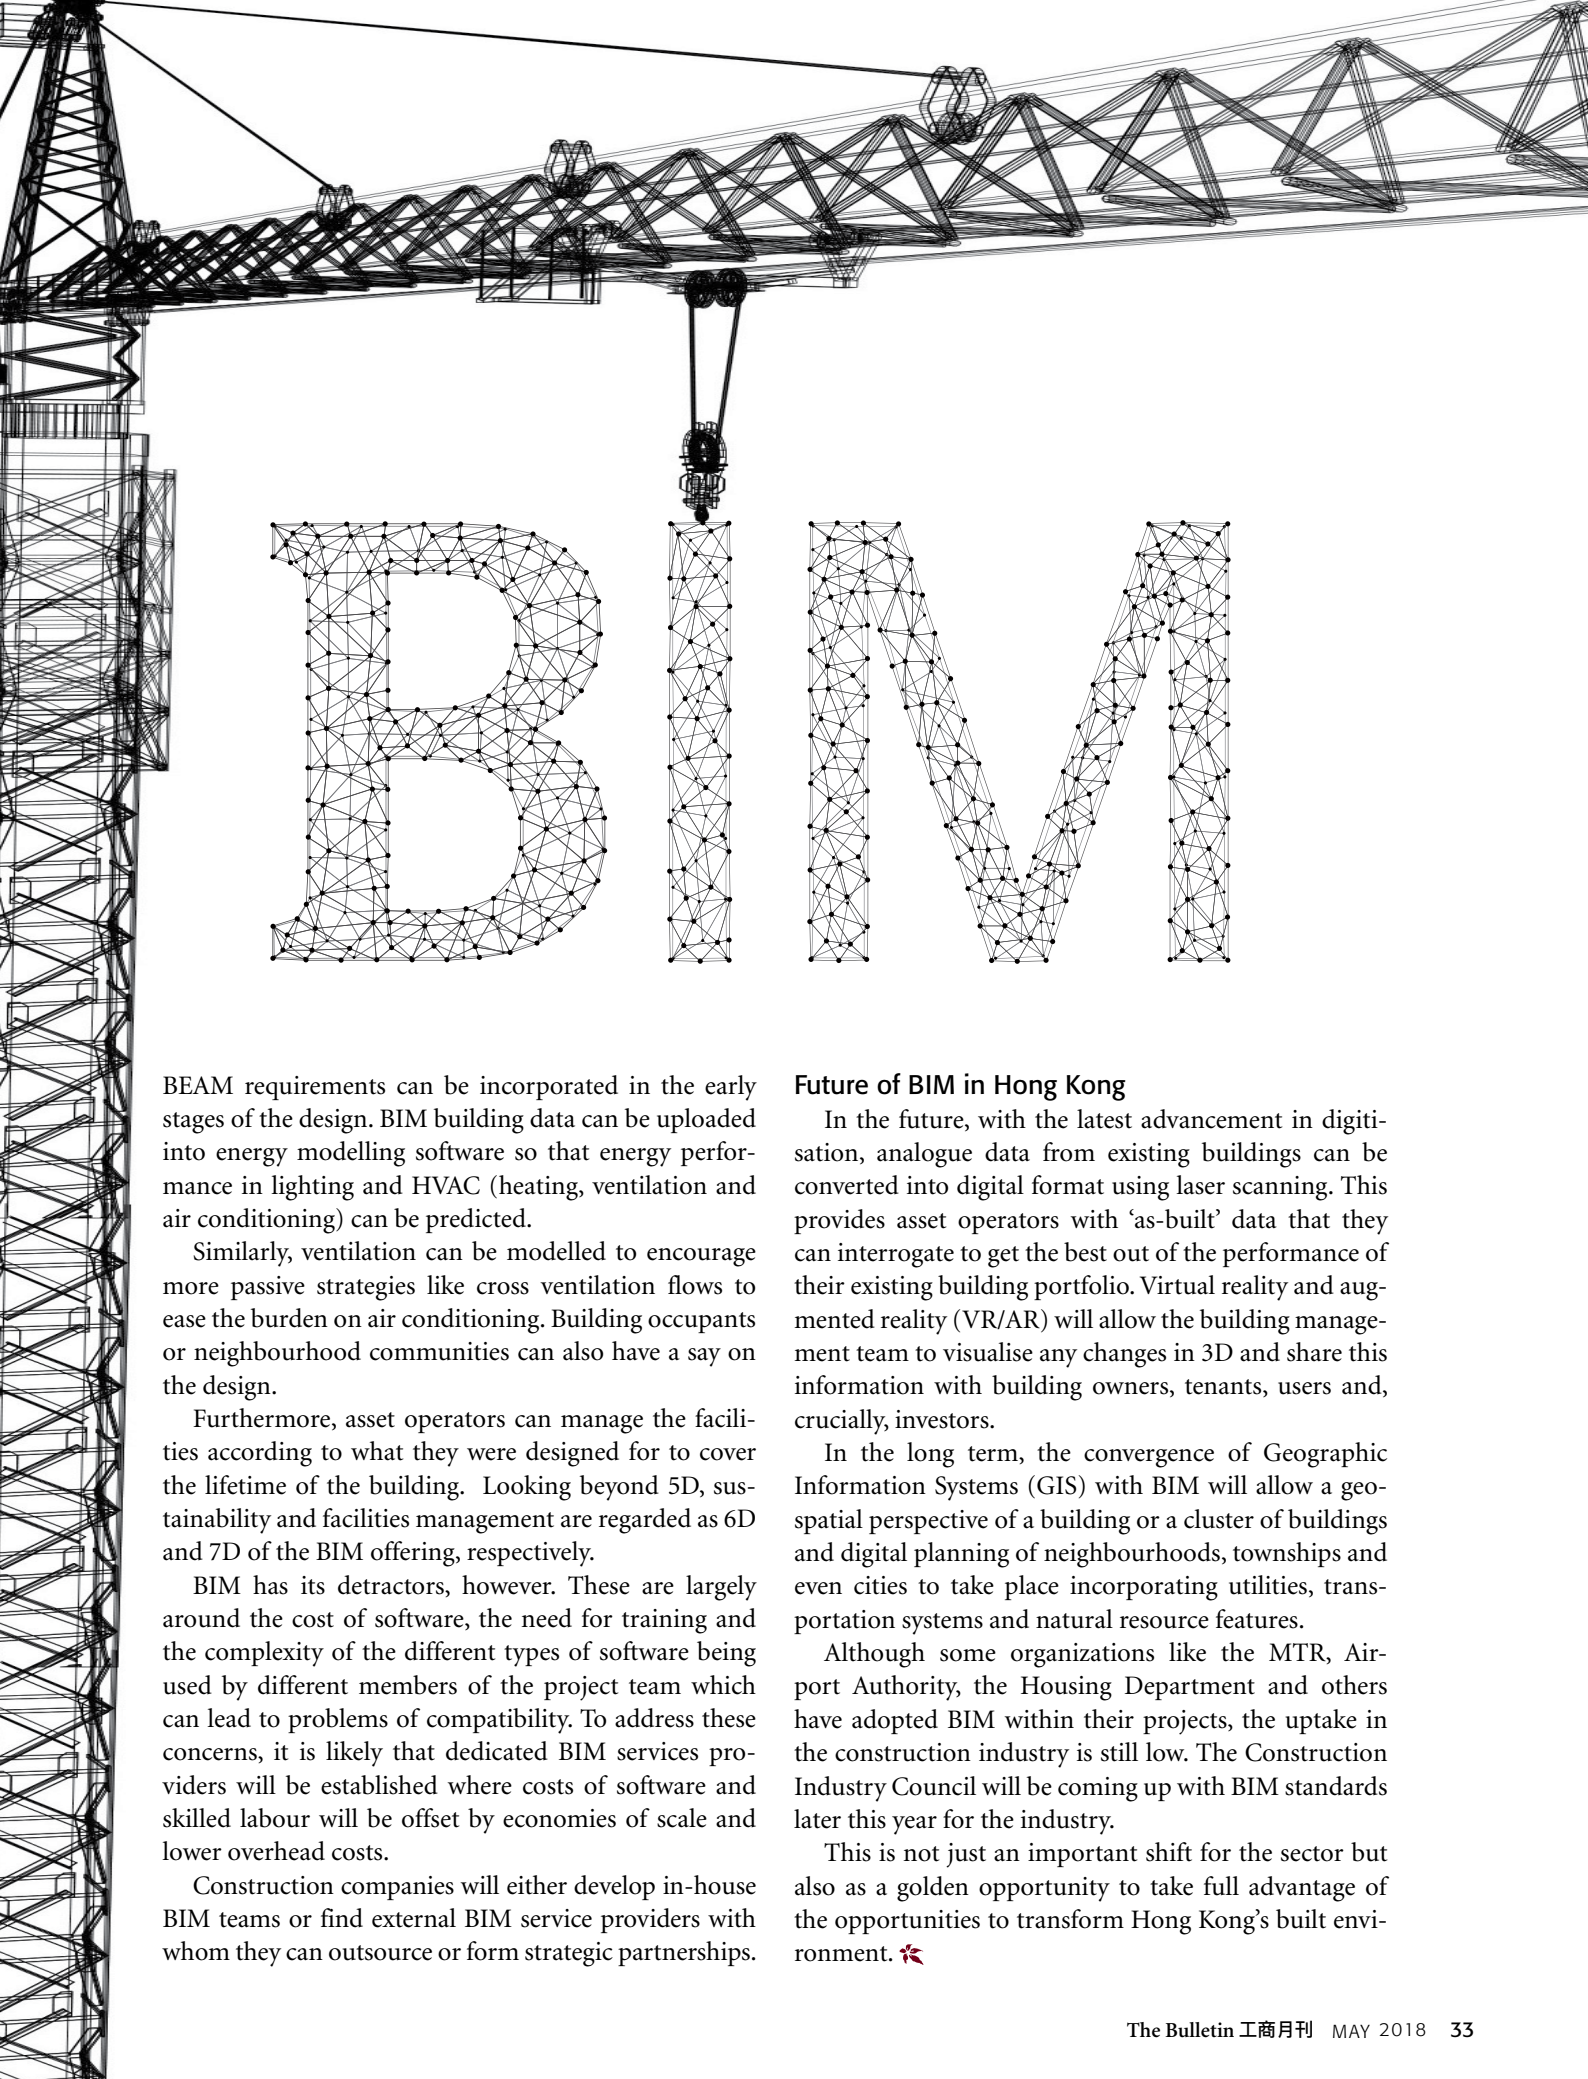 BIM
BEAM requirements can be incorporated in the early
stages of the design. BIM building data can be uploaded
into energy modelling software so that energy perfor-
mance in lighting and HVAC (heating, ventilation and
air conditioning) can be predicted.
Similarly, ventilation can be modelled to encourage
more passive strategies like cross ventilation flows to
ease the burden on air conditioning. Building occupants
or neighbourhood communities can also have a say on
the design.
Furthermore, asset operators can manage the facili-
ties according to what they were designed for to cover
the lifetime of the building. Looking beyond 5D, sus-
tainability and facilities management are regarded as 6D
and 7D of the BIM offering, respectively.
BIM has its detractors, however. These are largely
around the cost of software, the need for training and
the complexity of the different types of software being
used by different members of the project team which
can lead to problems of compatibility. To address these
concerns, it is likely that dedicated BIM services pro-
viders will be established where costs of software and
skilled labour will be offset by economies of scale and
lower overhead costs.
Construction companies will either develop in-house
BIM teams or find external BIM service providers with
whom they can outsource or form strategic partnerships.
Future of BIM in Hong Kong
In the future, with the latest advancement in digiti-
sation, analogue data from existing buildings can be
converted into digital format using laser scanning. This
provides asset operators with ‘as-built’ data that they
can interrogate to get the best out of the performance of
their existing building portfolio. Virtual reality and aug-
mented reality (VR/AR) will allow the building manage-
ment team to visualise any changes in 3D and share this
information with building owners, tenants, users and,
crucially, investors.
In the long term, the convergence of Geographic
Information Systems (GIS) with BIM will allow a geo-
spatial perspective of a building or a cluster of buildings
and digital planning of neighbourhoods, townships and
even cities to take place incorporating utilities, trans-
portation systems and natural resource features.
Although some organizations like the MTR, Air-
port Authority, the Housing Department and others
have adopted BIM within their projects, the uptake in
the construction industry is still low. The Construction
Industry Council will be coming up with BIM standards
later this year for the industry.
This is not just an important shift for the sector but
also as a golden opportunity to take full advantage of
the opportunities to transform Hong Kong’s built envi-
ronment.
The Bulletin 工商月刊 MAY 2018 33